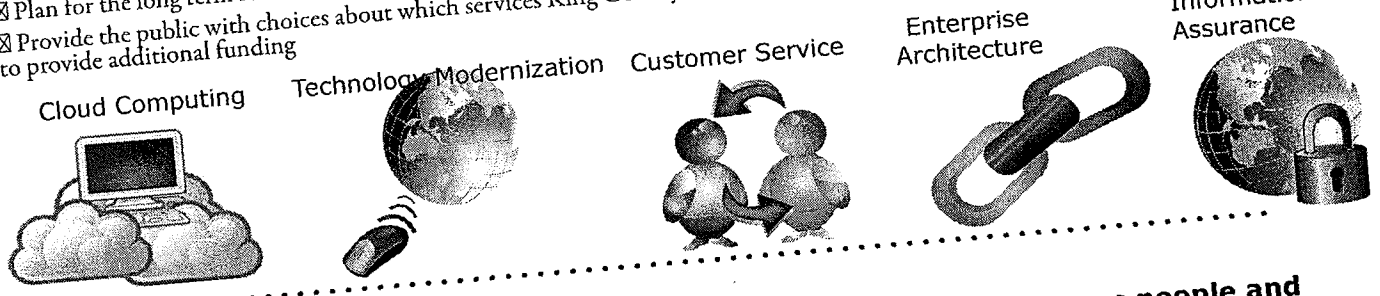 ☒ Plan for the long
☒ Provide the public with choices about which services King
to provide additional funding
Cloud Computing
Technology Modernization
Customer Service
Enterprise
Architecture
Assurance
people and